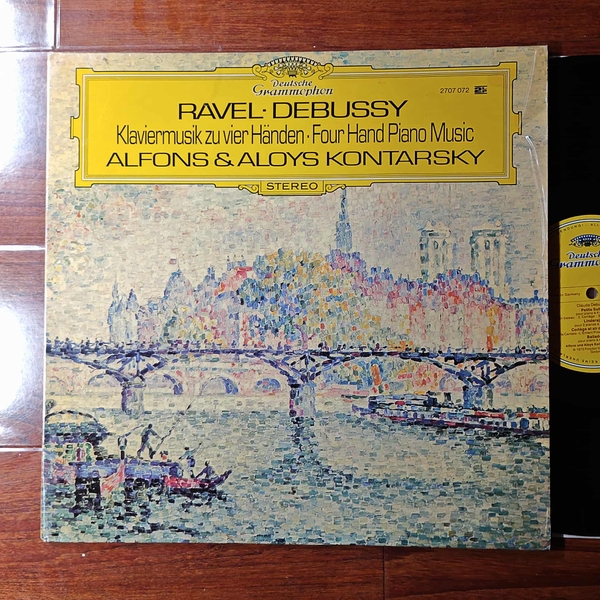 Deutsche
Grammophon
2707 072
RAVEL · DEBUSSY
Klaviermusik zu vier Händen · Four Hand Piano Music
ALFONS & ALOYS KONTARSKY
STEREO
Deutsche
Claude